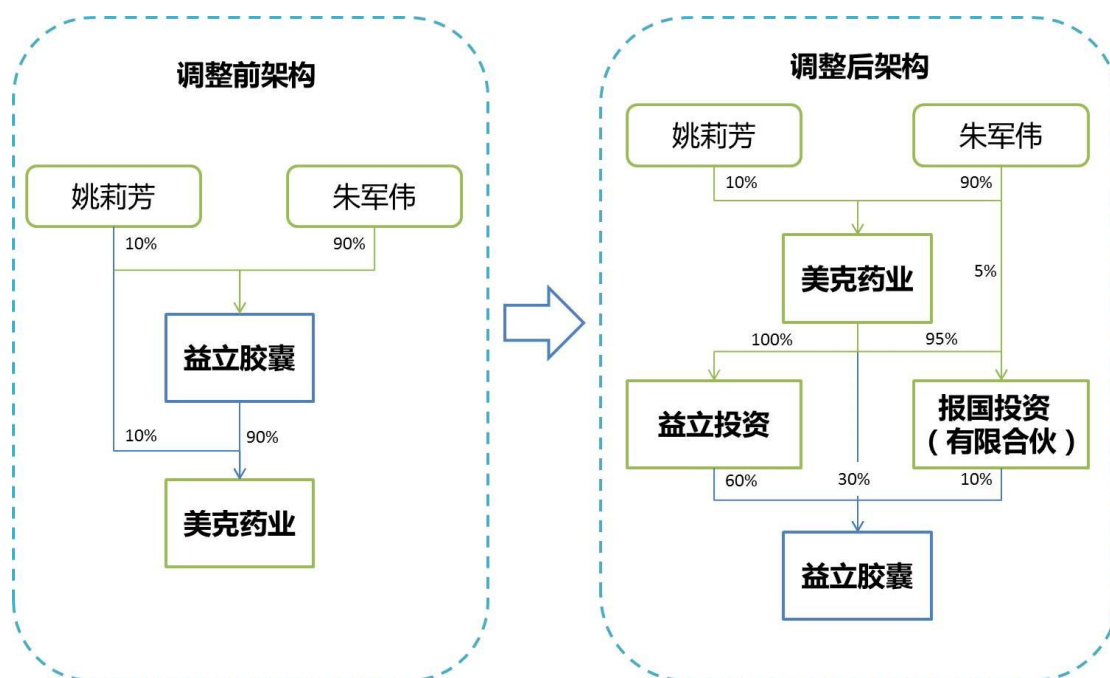 调整前架构
姚莉芳
朱军伟
10%
90%
益立胶囊
10%
90%
美克药业
调整后架构
姚莉芳
朱军伟
10%
90%
美克药业
5%
100%
95%
益立投资
报国投资
（有限合伙）
60%
30%
10%
益立胶囊